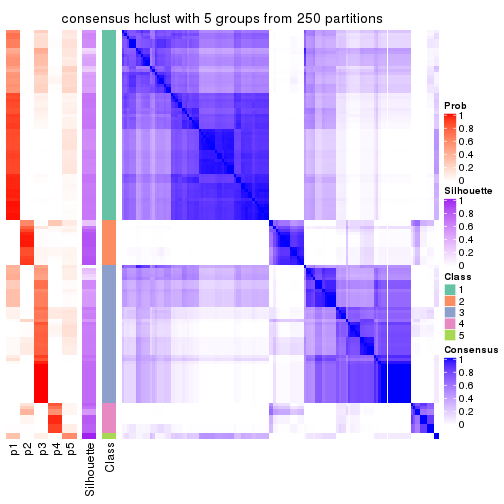 consensus hclust with 5 groups from 250 partitions
Prob
1
0.8
0.6
0.4
0.2
0
Silhouette
1
0.8
0.6
0.4
0.2
0
Class
1
2
3
4
5
Consensus
1
0.8
0.6
0.4
0.2
0
p1
p2
p3
p4
p5
Silhouette
Class